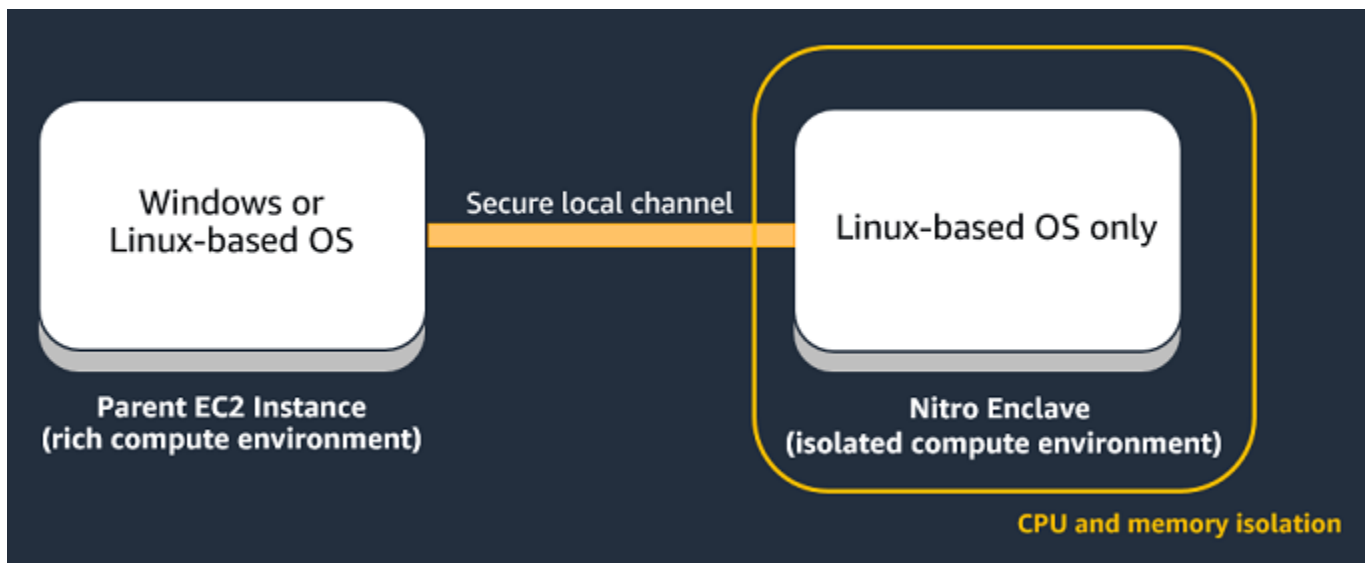 Windows or
Linux-based OS
Secure local channel
Linux-based OS only
Parent EC2 Instance
(rich compute environment)
Nitro Enclave
(isolated compute environment)
CPU and memory isolation